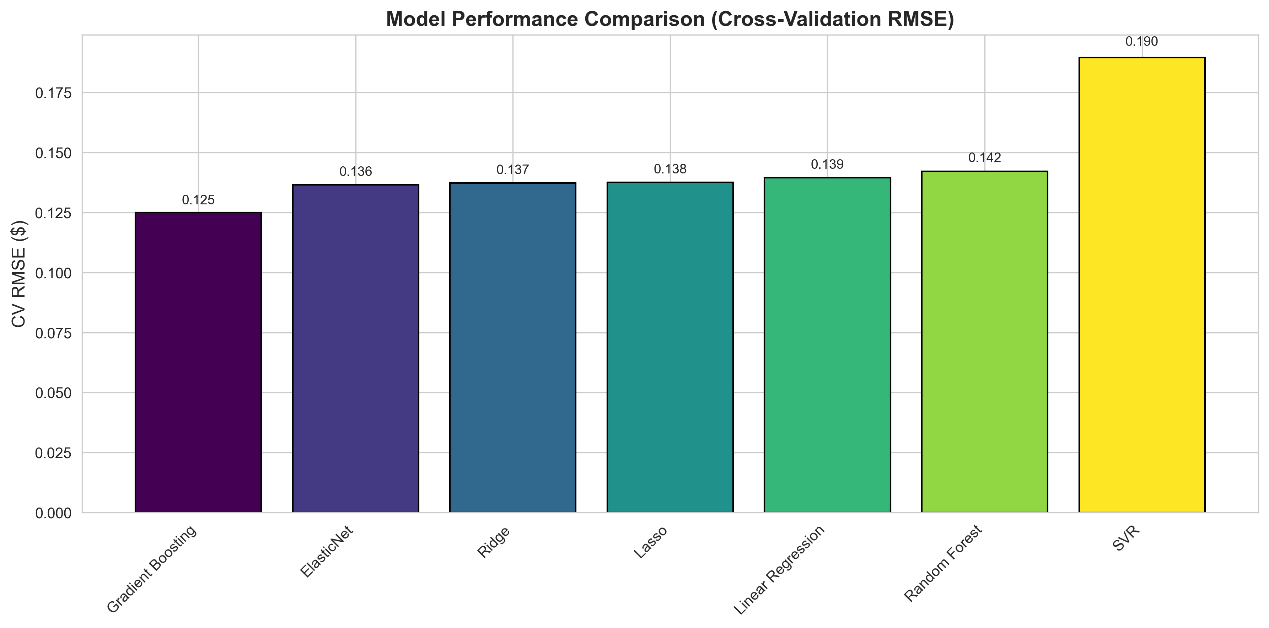 Model Performance Comparison (Cross-Validation RMSE)
CV RMSE ($)
0.175
0.150
0.125
0.100
0.075
0.050
0.025
0.000
0.125
0.136
0.137
0.138
0.139
0.142
0.190
Gradient Boosting
ElasticNet
Ridge
Lasso
Linear Regression
Random Forest
SVR